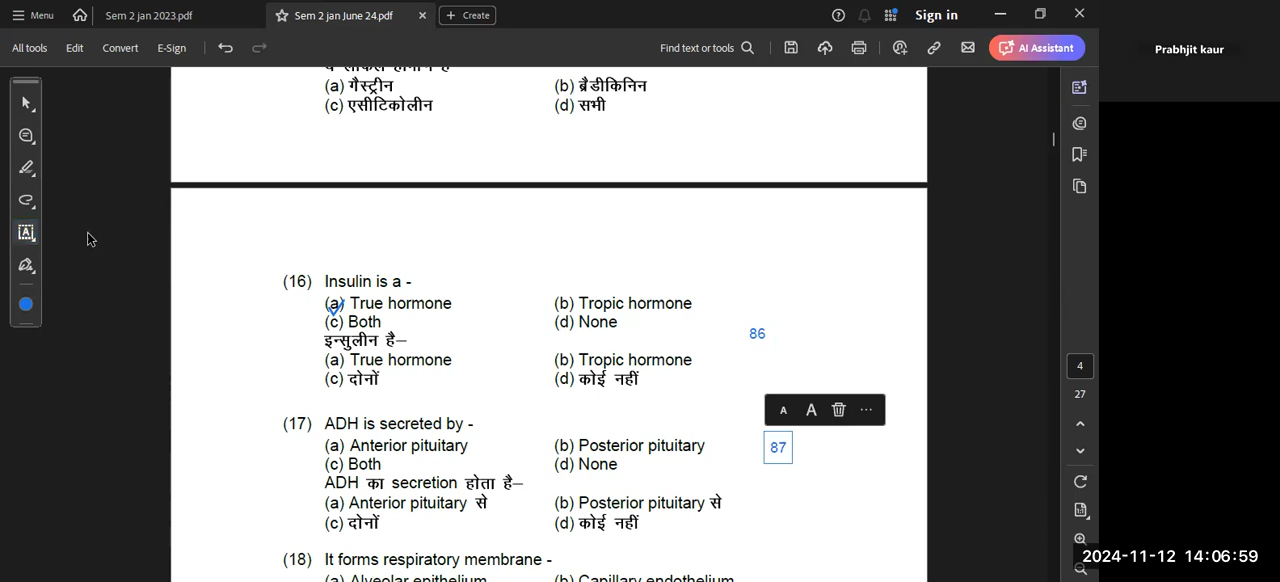 Menu
Sem 2 jan 2023.pdf
Sem 2 jan June 24.pdf
Create
Sign in
All tools
Edit
Convert
E-Sign
Find text or tools
AI Assistant
Prabhjit kaur
(a) गैस्ट्रीन (b) ब्रैडीकिनिन
(c) एसीटिकोलीन (d) सभी
(16) Insulin is a -
(a) True hormone (b) Tropic hormone
(c) Both (d) None
86
इन्सुलीन है–
(a) True hormone (b) Tropic hormone
(c) दोनों (d) कोई नहीं
A A ...
(17) ADH is secreted by -
(a) Anterior pituitary (b) Posterior pituitary
87
(c) Both (d) None
ADH का secretion होता है–
(a) Anterior pituitary से (b) Posterior pituitary से
(c) दोनों (d) कोई नहीं
(18) It forms respiratory membrane -
(a) Alveolar epithelium (b) Capillary endothelium
4
27
2024-11-12 14:06:59